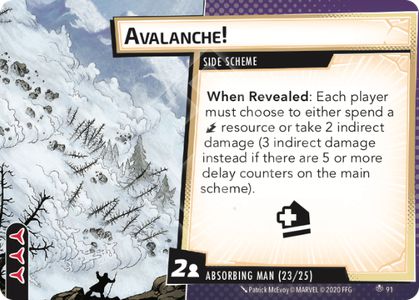 AVALANCHE!
SIDE SCHEME
When Revealed: Each player
must choose to either spend a
resource or take 2 indirect
damage (3 indirect damage
instead if there are 5 or more
delay counters on the main
scheme).
2
ABSORBING MAN (23/25)
Patrick McEvoy © MARVEL © 2020 FFG
91